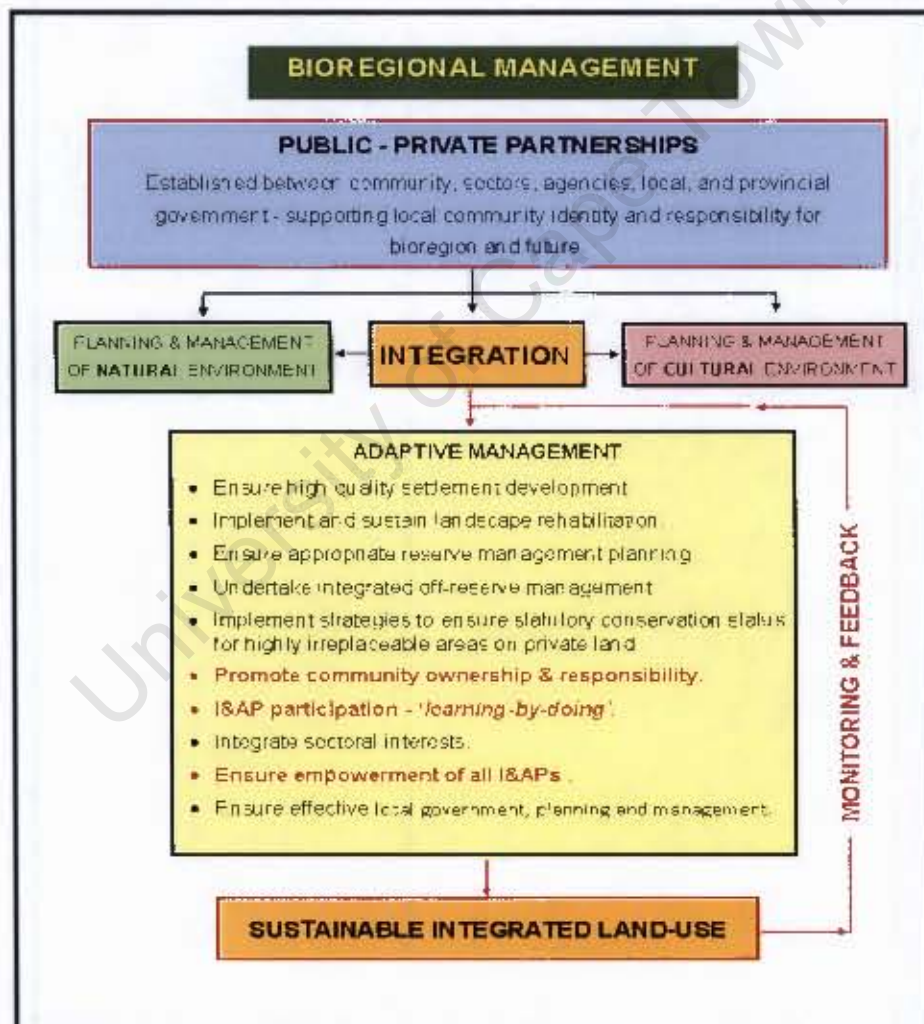 BIOREGIONAL MANAGEMENT
PUBLIC - PRIVATE PARTNERSHIPS
Established between community, sectors, agencies, local, and provincial
government - supporting local community identity and responsibility for
bioregion and future
PLANNING & MANAGEMENT
OF NATURAL ENVIRONMENT
INTEGRATION
PLANNING & MANAGEMENT
OF CULTURAL ENVIRONMENT
ADAPTIVE MANAGEMENT
• Ensure high quality settlement development
• Implement and sustain landscape rehabilitation.
• Ensure appropriate reserve management planning
• Undertake integrated off-reserve management
• Implement strategies to ensure statutory conservation status
for highly irreplaceable areas on private land
• Promote community ownership & responsibility.
• I&AP participation - 'learning-by-doing'.
• Integrate sectoral interests.
• Ensure empowerment of all I&APs.
• Ensure effective local government, planning and management.
MONITORING & FEEDBACK
SUSTAINABLE INTEGRATED LAND-USE
University of Cape Town